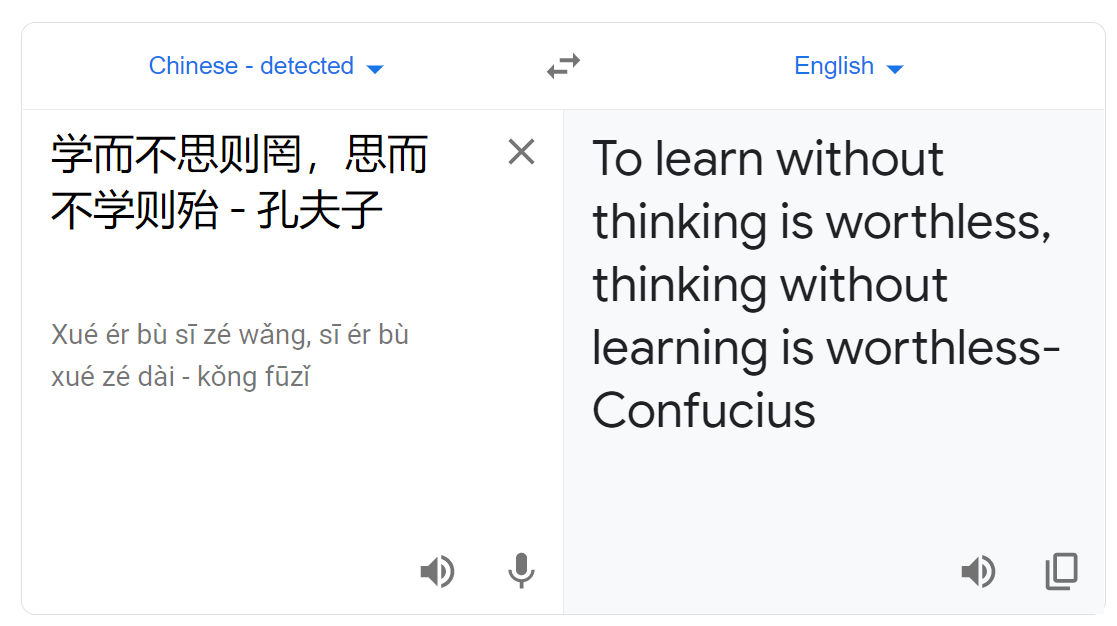 Chinese - detected
English
学而不思则罔，思而
不学则殆 - 孔夫子
Xué ér bù sī zé wǎng, sī ér bù
xué zé dài - kǒng fūzǐ
To learn without
thinking is worthless,
thinking without
learning is worthless-
Confucius